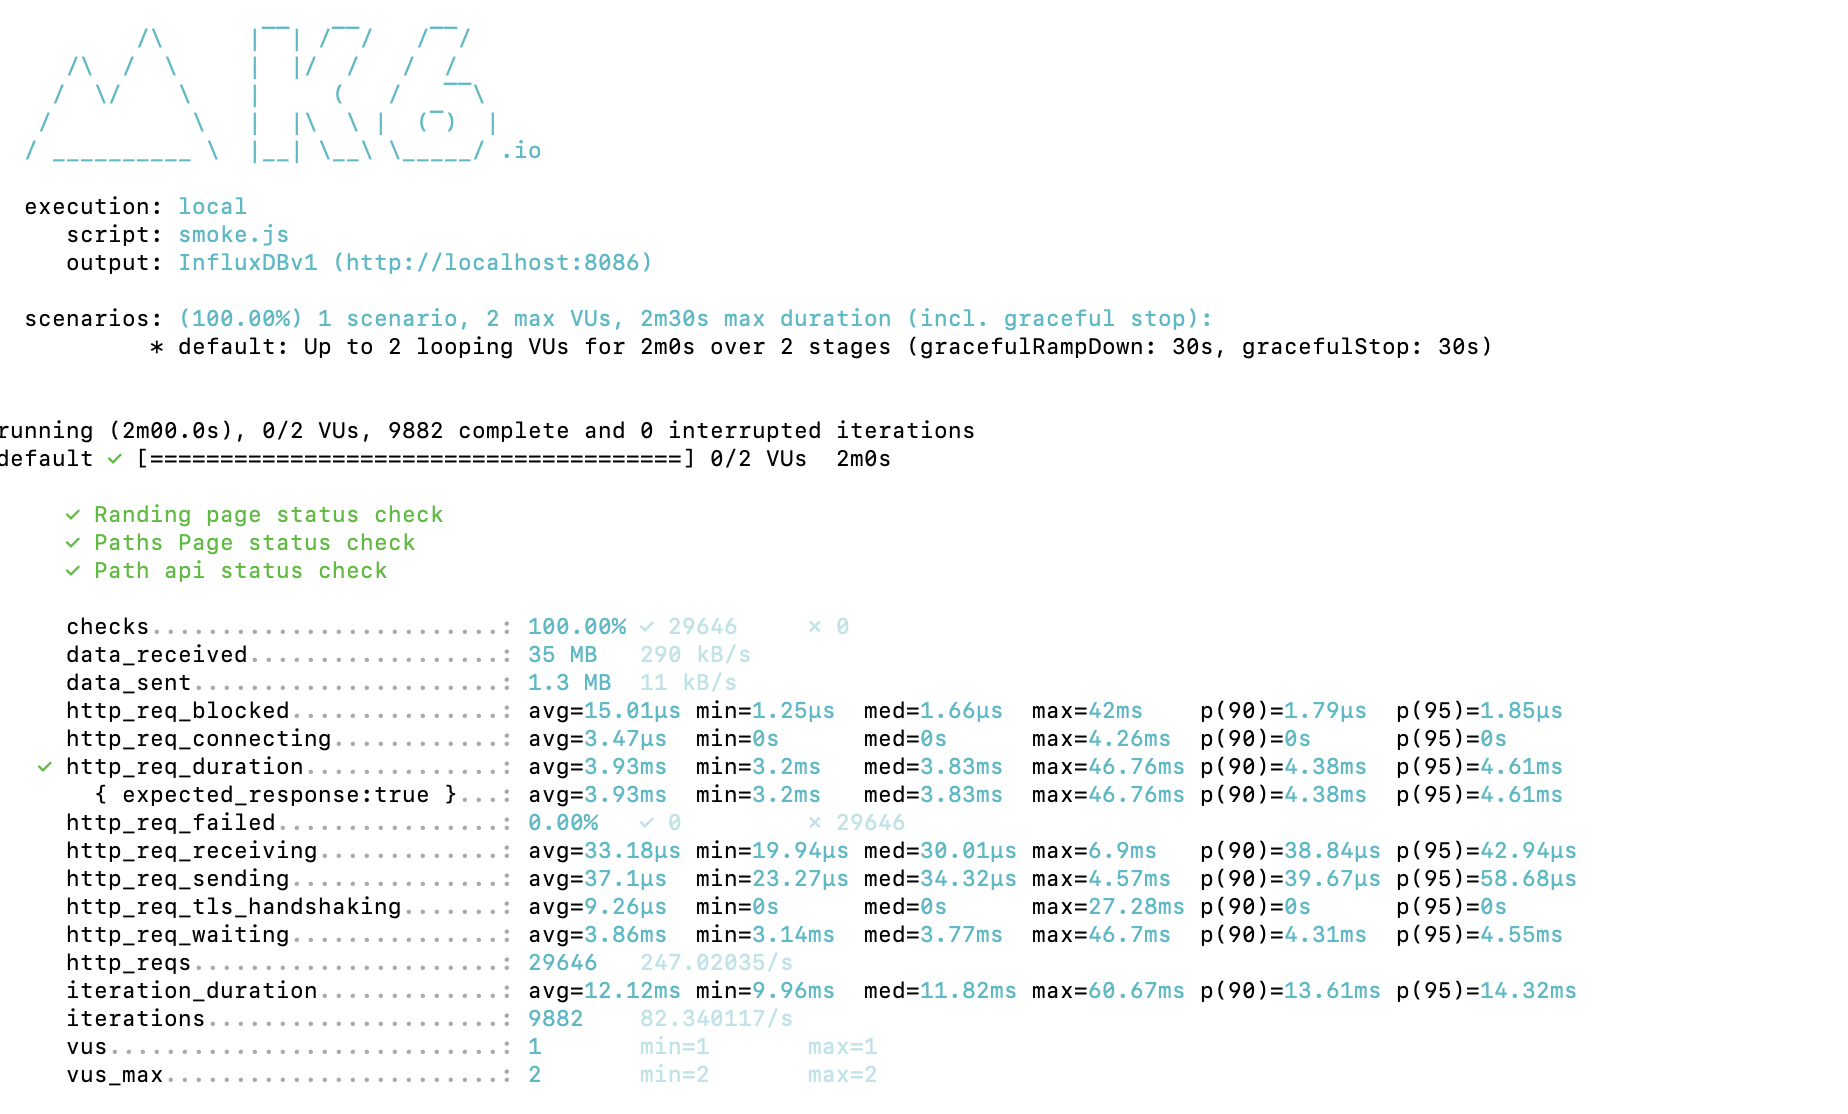 /\      |‾‾| /‾‾/   /‾‾/
     /\  /  \     |  |/  /   /  /
    /  \/    \    |     (   /   ‾‾\
   /          \   |  |\  \ |  (‾)  |
  / __________ \  |__| \__\ \_____/ .io

  execution: local
     script: smoke.js
     output: InfluxDBv1 (http://localhost:8086)

  scenarios: (100.00%) 1 scenario, 2 max VUs, 2m30s max duration (incl. graceful stop):
           * default: Up to 2 looping VUs for 2m0s over 2 stages (gracefulRampDown: 30s, gracefulStop: 30s)

running (2m00.0s), 0/2 VUs, 9882 complete and 0 interrupted iterations
default ✓ [======================================] 0/2 VUs  2m0s

     ✓ Randing page status check
     ✓ Paths Page status check
     ✓ Path api status check

     checks.........................: 100.00% ✓ 29646     ✗ 0
     data_received..................: 35 MB   290 kB/s
     data_sent......................: 1.3 MB  11 kB/s
     http_req_blocked...............: avg=15.01µs min=1.25µs  med=1.66µs  max=42ms    p(90)=1.79µs  p(95)=1.85µs
     http_req_connecting............: avg=3.47µs  min=0s      med=0s      max=4.26ms  p(90)=0s      p(95)=0s
   ✓ http_req_duration..............: avg=3.93ms  min=3.2ms   med=3.83ms  max=46.76ms p(90)=4.38ms  p(95)=4.61ms
       { expected_response:true }...: avg=3.93ms  min=3.2ms   med=3.83ms  max=46.76ms p(90)=4.38ms  p(95)=4.61ms
     http_req_failed................: 0.00%   ✓ 0         ✗ 29646
     http_req_receiving.............: avg=33.18µs min=19.94µs med=30.01µs max=6.9ms   p(90)=38.84µs p(95)=42.94µs
     http_req_sending...............: avg=37.1µs  min=23.27µs med=34.32µs max=4.57ms  p(90)=39.67µs p(95)=58.68µs
     http_req_tls_handshaking.......: avg=9.26µs  min=0s      med=0s      max=27.28ms p(90)=0s      p(95)=0s
     http_req_waiting...............: avg=3.86ms  min=3.14ms  med=3.77ms  max=46.7ms  p(90)=4.31ms  p(95)=4.55ms
     http_reqs......................: 29646   247.02035/s
     iteration_duration.............: avg=12.12ms min=9.96ms  med=11.82ms max=60.67ms p(90)=13.61ms p(95)=14.32ms
     iterations.....................: 9882    82.340117/s
     vus............................: 1       min=1       max=1
     vus_max........................: 2       min=2       max=2